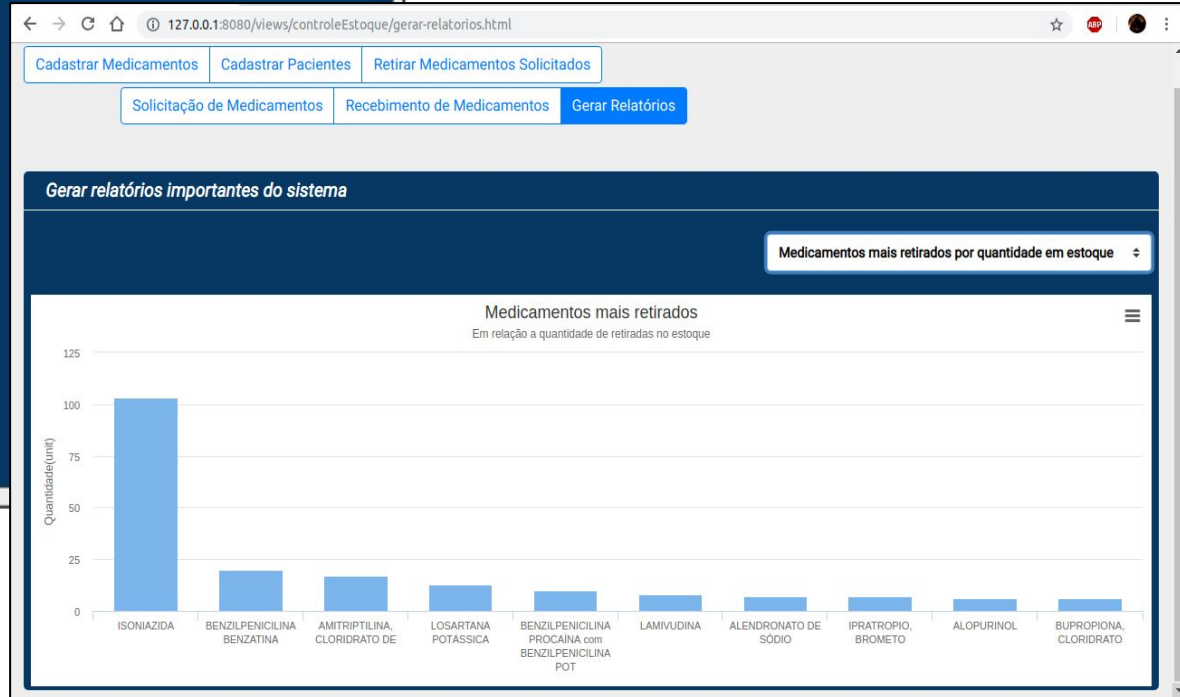 127.0.0.1:8080/views/controleEstoque/gerar-relatorios.html
ABP
Cadastrar Medicamentos Cadastrar Pacientes Retirar Medicamentos Solicitados
Solicitação de Medicamentos Recebimento de Medicamentos Gerar Relatórios
Gerar relatórios importantes do sistema
Medicamentos mais retirados por quantidade em estoque
Medicamentos mais retirados
Em relação a quantidade de retiradas no estoque
Quantidade(unit)
125
100
75
50
25
0
ISONIAZIDA
BENZILPENICILINA
BENZATINA
AMITRIPTILINA,
CLORIDRATO DE
LOSARTANA
POTÁSSICA
BENZILPENICILINA
PROCAÍNA com
BENZILPENICILINA
POT
LAMIVUDINA
ALENDRONATO DE
SÓDIO
IPRATROPIO,
BROMETO
ALOPURINOL
BUPROPIONA,
CLORIDRATO